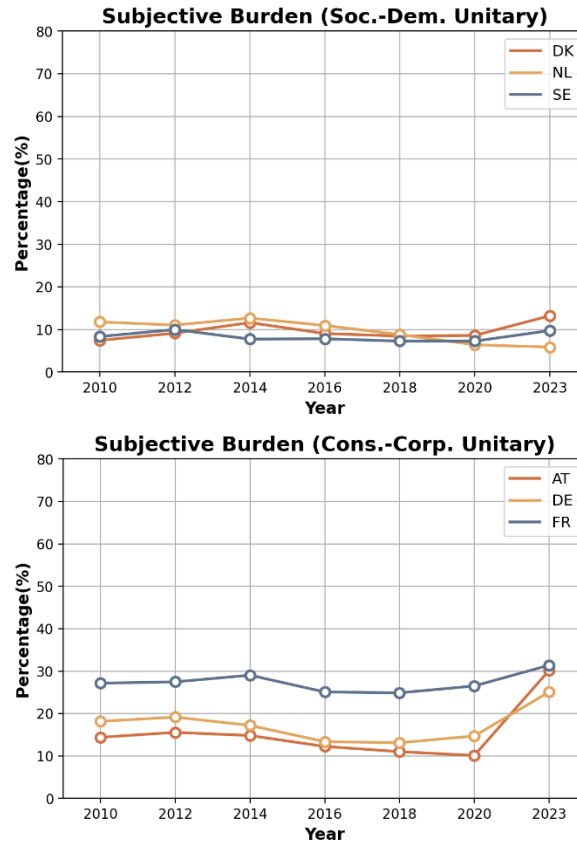 Subjective Burden (Soc.-Dem. Unitary)
80
70
60
50
40
30
20
10
0
Percentage(%)
DK
NL
SE
2010 2012 2014 2016 2018 2020 2023
Year
Subjective Burden (Cons.-Corp. Unitary)
80
70
60
50
40
30
20
10
0
Percentage(%)
AT
DE
FR
2010 2012 2014 2016 2018 2020 2023
Year